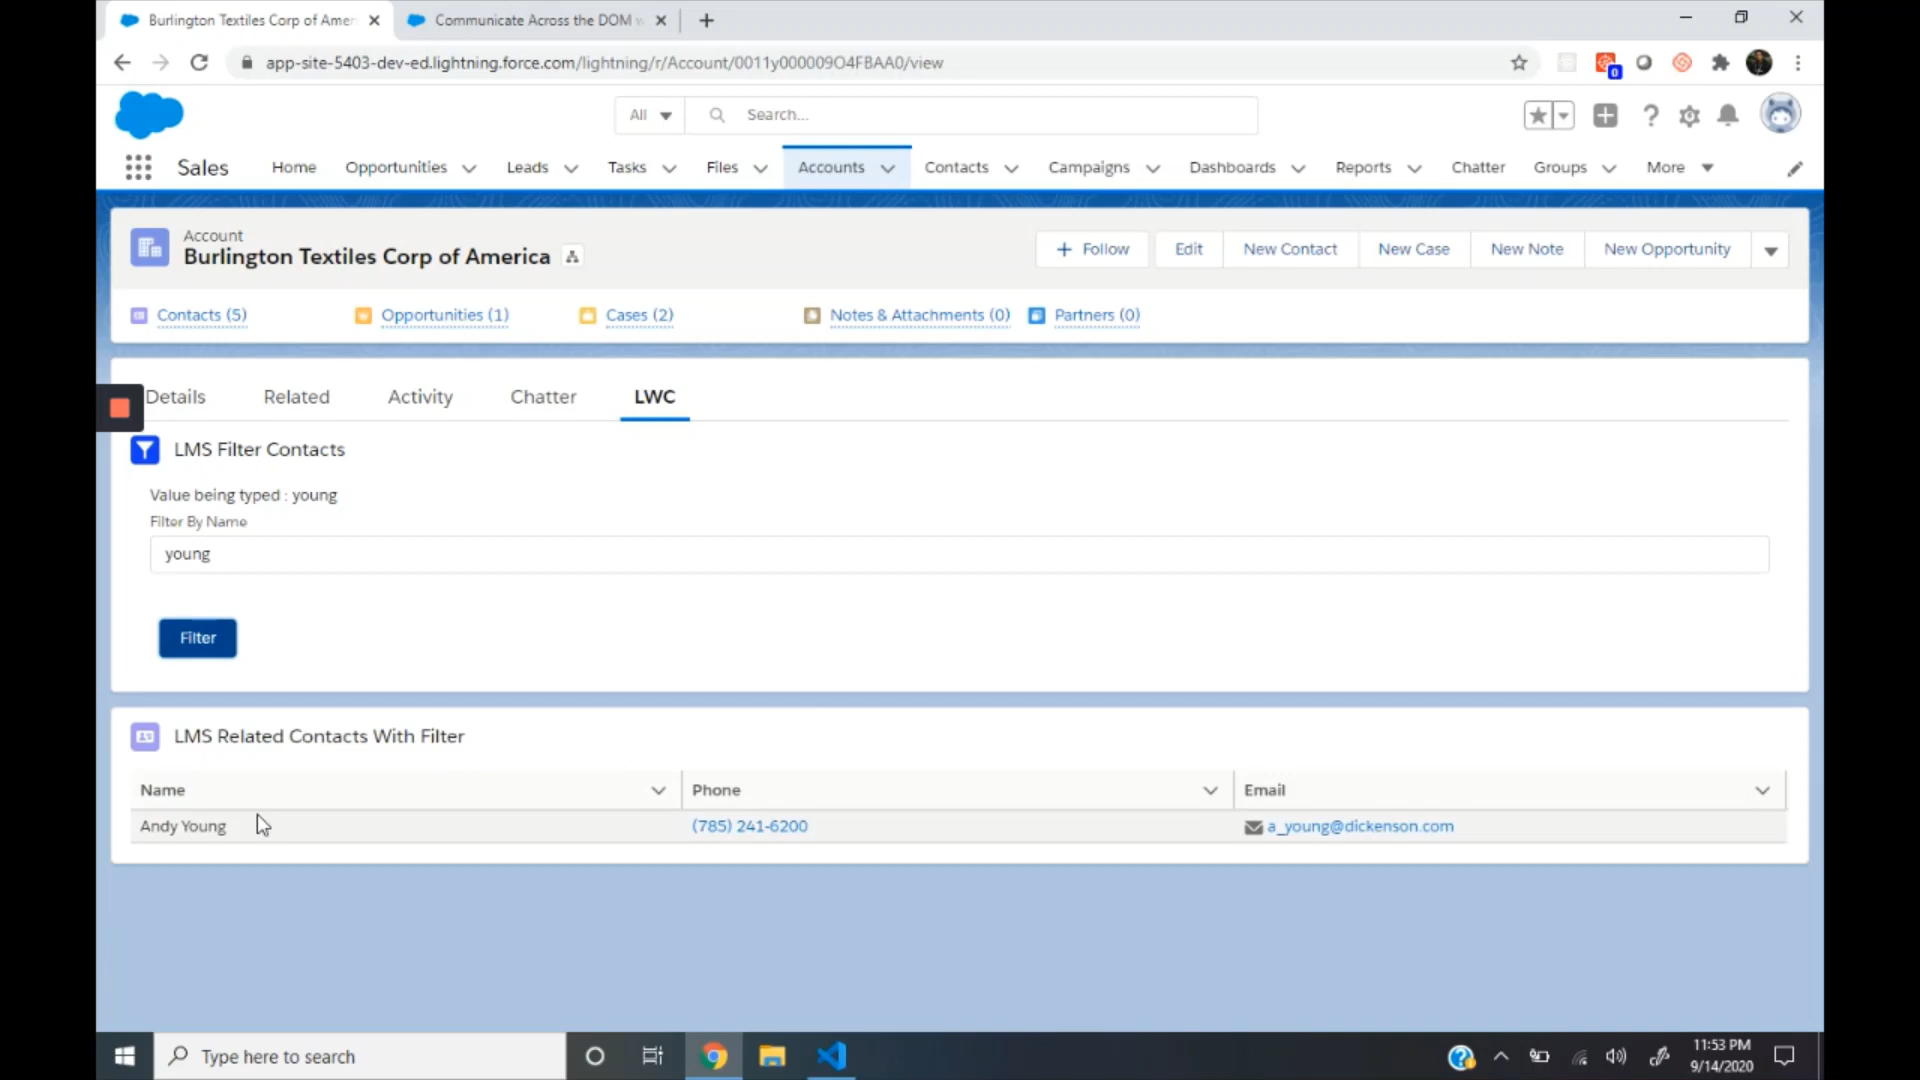 Burlington Textiles Corp of Amer
Communicate Across the DOM w
app-site-5403-dev-ed.lightning.force.com/lightning/r/Account/0011y000009O4FBAA0/view
0
All
Search...
Sales
Home
Opportunities
Leads
Tasks
Files
Accounts
Contacts
Campaigns
Dashboards
Reports
Chatter
Groups
More
Account
Burlington Textiles Corp of America
+ Follow
Edit
New Contact
New Case
New Note
New Opportunity
Contacts (5)
Opportunities (1)
Cases (2)
Notes & Attachments (0)
Partners (0)
Details
Related
Activity
Chatter
LWC
LMS Filter Contacts
Value being typed : young
Filter By Name
young
Filter
LMS Related Contacts With Filter
Name
Phone
Email
Andy Young
(785) 241-6200
a_young@dickenson.com
Type here to search
11:53 PM
9/14/2020